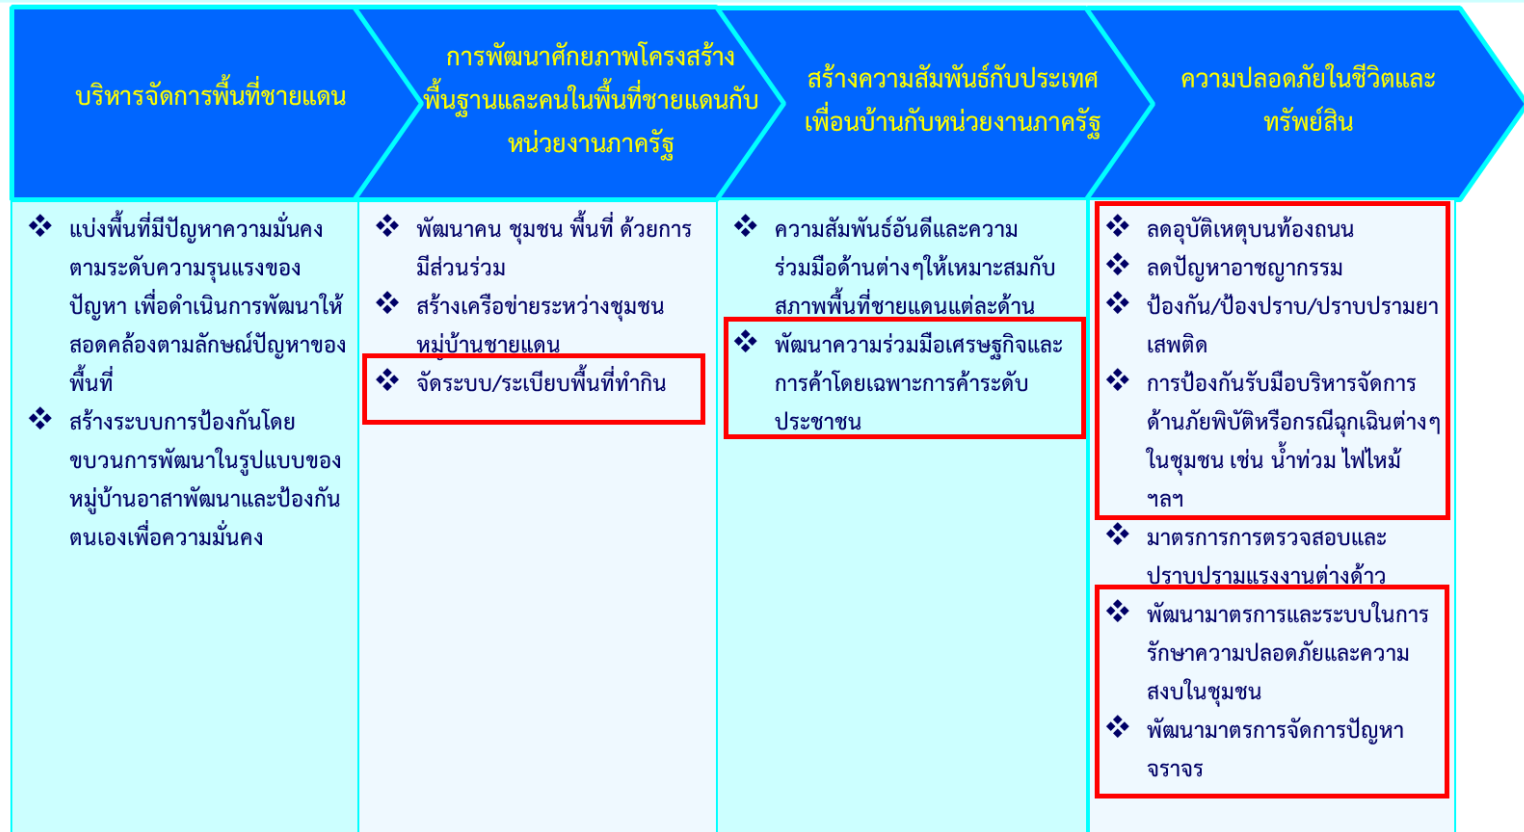 บริหารจัดการพื้นที่ชายแดน
การพัฒนาศักยภาพโครงสร้าง
พื้นฐานและคนในพื้นที่ชายแดนกับ
หน่วยงานภาครัฐ
สร้างความสัมพันธ์กับประเทศ
เพื่อนบ้านกับหน่วยงานภาครัฐ
ความปลอดภัยในชีวิตและ
ทรัพย์สิน
❖ แบ่งพื้นที่มีปัญหาความมั่นคง
ตามระดับความรุนแรงของ
ปัญหา เพื่อดำเนินการพัฒนาให้
สอดคล้องตามลักษณ์ปัญหาของ
พื้นที่
❖ สร้างระบบการป้องกันโดย
ขบวนการพัฒนาในรูปแบบของ
หมู่บ้านอาสาพัฒนาและป้องกัน
ตนเองเพื่อความมั่นคง
❖ พัฒนาคน ชุมชน พื้นที่ ด้วยการ
มีส่วนร่วม
❖ สร้างเครือข่ายระหว่างชุมชน
หมู่บ้านชายแดน
❖ จัดระบบ/ระเบียบพื้นที่ทำกิน
❖ ความสัมพันธ์อันดีและความ
ร่วมมือด้านต่างๆให้เหมาะสมกับ
สภาพพื้นที่ชายแดนแต่ละด้าน
❖ พัฒนาความร่วมมือเศรษฐกิจและ
การค้าโดยเฉพาะการค้าระดับ
ประชาชน
❖ ลดอุบัติเหตุบนท้องถนน
❖ ลดปัญหาอาชญากรรม
❖ ป้องกัน/ป้องปราบ/ปราบปรามยา
เสพติด
❖ การป้องกันรับมือบริหารจัดการ
ด้านภัยพิบัติหรือกรณีฉุกเฉินต่างๆ
ในชุมชน เช่น น้ำท่วม ไฟไหม้
ฯลฯ
❖ มาตรการการตรวจสอบและ
ปราบปรามแรงงานต่างด้าว
❖ พัฒนามาตรการและระบบในการ
รักษาความปลอดภัยและความ
สงบในชุมชน
❖ พัฒนามาตรการจัดการปัญหา
จราจร